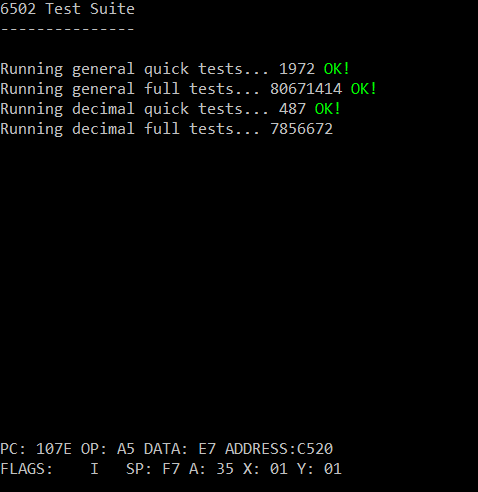 6502 Test Suite
---------------
Running general quick tests... 1972 OK!
Running general full tests... 80671414 OK!
Running decimal quick tests... 487 OK!
Running decimal full tests... 7856672
PC: 107E OP: A5 DATA: E7 ADDRESS:C520
FLAGS:    I   SP: F7 A: 35 X: 01 Y: 01